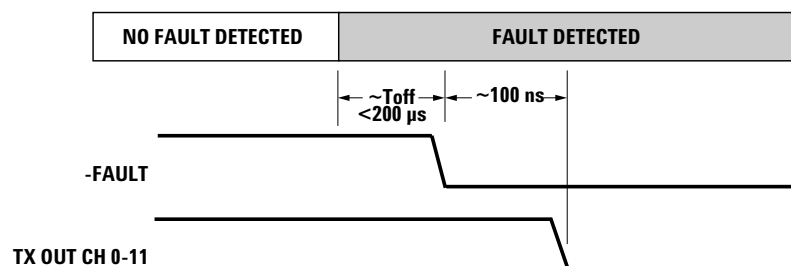 NO FAULT DETECTED
FAULT DETECTED
~Toff
<200 µs
~100 ns
-FAULT
TX OUT CH 0-11